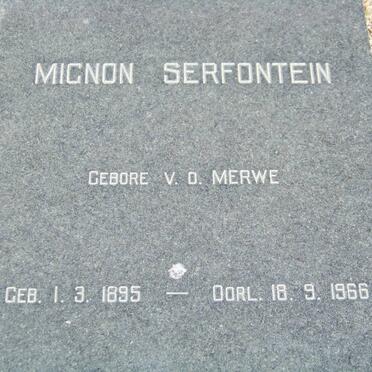 MIGNON SERFONTEIN
GEBORE V. D. MERWE
GEB. 1. 3. 1895 — OORL. 18. 9. 1966